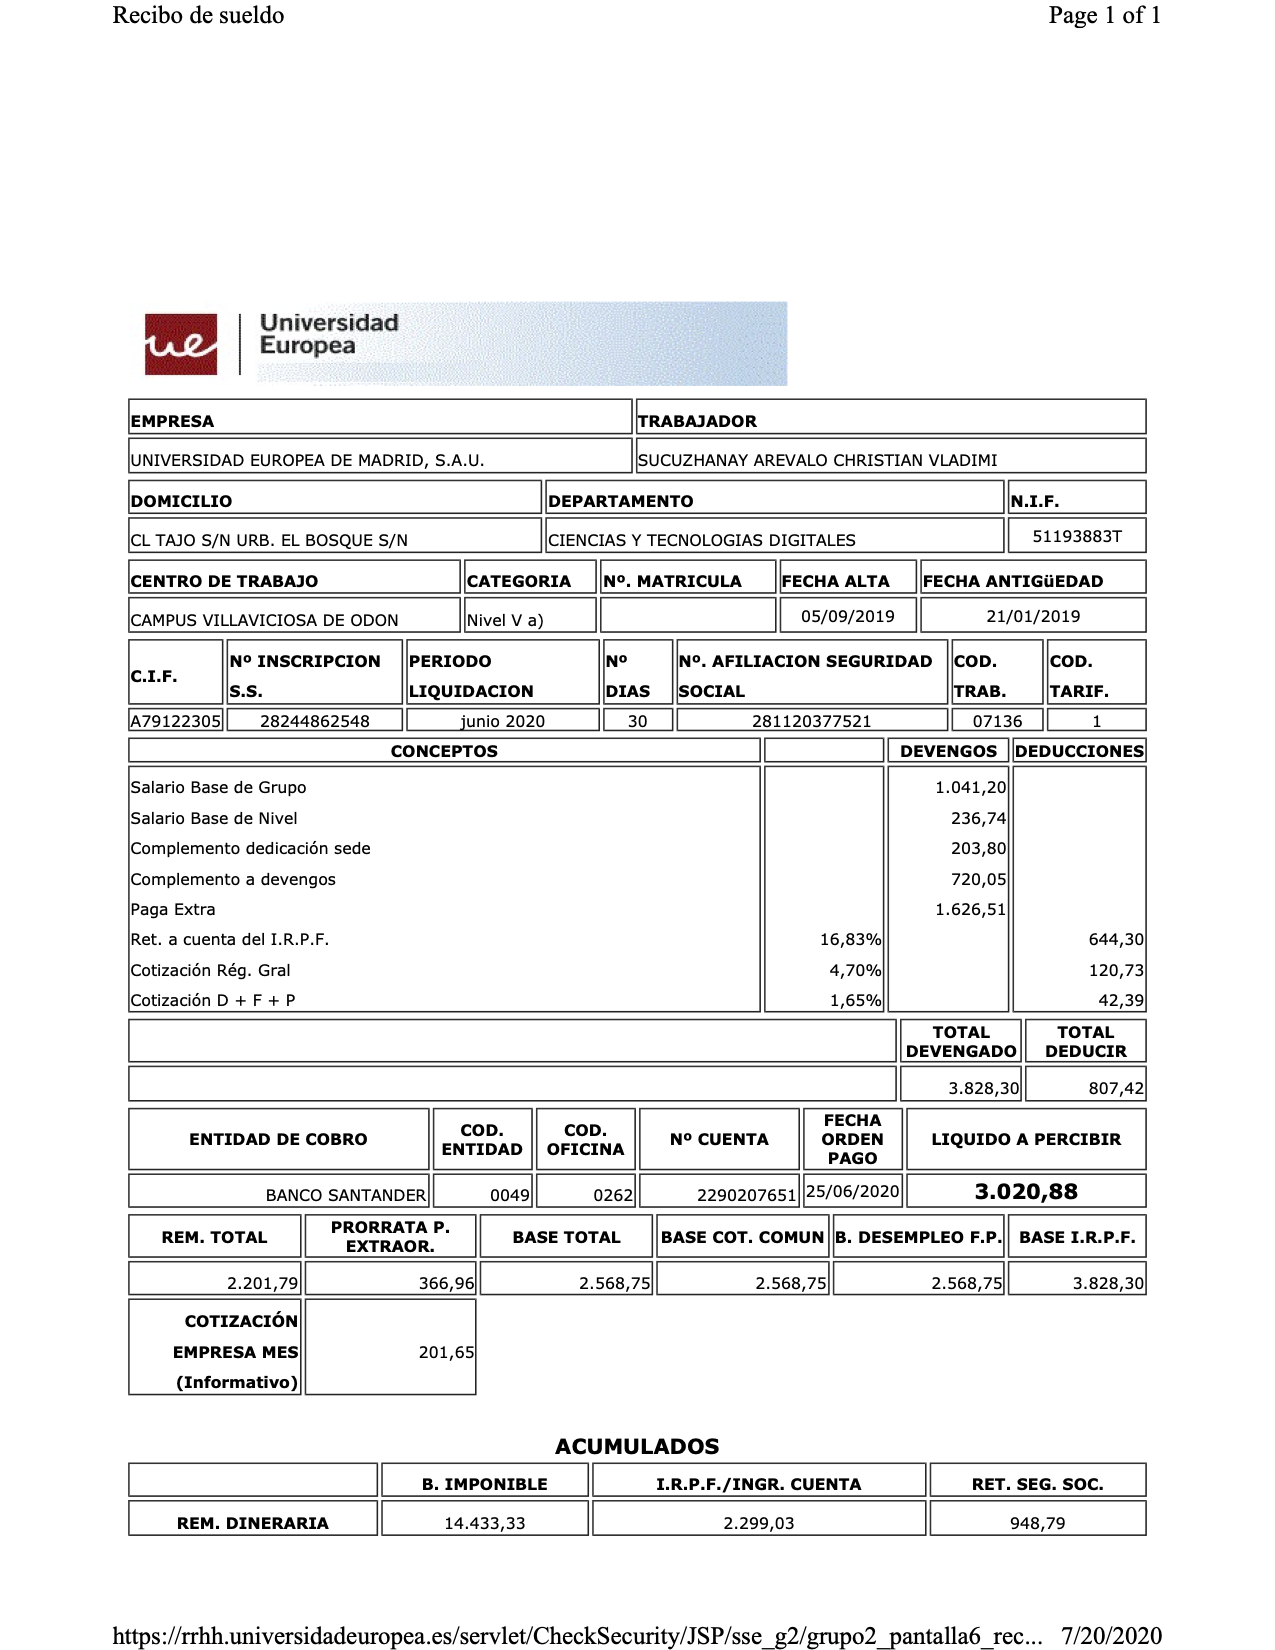 Recibo de sueldo Page 1 of 1
ue
Universidad
Europea
EMPRESA TRABAJADOR
UNIVERSIDAD EUROPEA DE MADRID, S.A.U. SUCUZHANAY AREVALO CHRISTIAN VLADIMI
DOMICILIO DEPARTAMENTO N.I.F.
CL TAJO S/N URB. EL BOSQUE S/N CIENCIAS Y TECNOLOGIAS DIGITALES 51193883T
CENTRO DE TRABAJO CATEGORIA Nº. MATRICULA FECHA ALTA FECHA ANTIGüEDAD
CAMPUS VILLAVICIOSA DE ODON Nivel V a) 05/09/2019 21/01/2019
C.I.F. Nº INSCRIPCION S.S. PERIODO LIQUIDACION Nº DIAS Nº. AFILIACION SEGURIDAD SOCIAL COD. TRAB. COD. TARIF.
A79122305 28244862548 junio 2020 30 281120377521 07136 1
CONCEPTOS DEVENGOS DEDUCCIONES
Salario Base de Grupo 1.041,20
Salario Base de Nivel 236,74
Complemento dedicación sede 203,80
Complemento a devengos 720,05
Paga Extra 1.626,51
Ret. a cuenta del I.R.P.F. 16,83% 644,30
Cotización Rég. Gral 4,70% 120,73
Cotización D + F + P 1,65% 42,39
TOTAL DEVENGADO TOTAL DEDUCIR
3.828,30 807,42
ENTIDAD DE COBRO COD. ENTIDAD COD. OFICINA Nº CUENTA FECHA ORDEN PAGO LIQUIDO A PERCIBIR
BANCO SANTANDER 0049 0262 2290207651 25/06/2020 3.020,88
REM. TOTAL PRORRATA P. EXTRAOR. BASE TOTAL BASE COT. COMUN B. DESEMPLEO F.P. BASE I.R.P.F.
2.201,79 366,96 2.568,75 2.568,75 2.568,75 3.828,30
COTIZACIÓN
EMPRESA MES 201,65
(Informativo)
ACUMULADOS
B. IMPONIBLE I.R.P.F./INGR. CUENTA RET. SEG. SOC.
REM. DINERARIA 14.433,33 2.299,03 948,79
https://rrhh.universidadeuropea.es/servlet/CheckSecurity/JSP/sse_g2/grupo2_pantalla6_rec... 7/20/2020